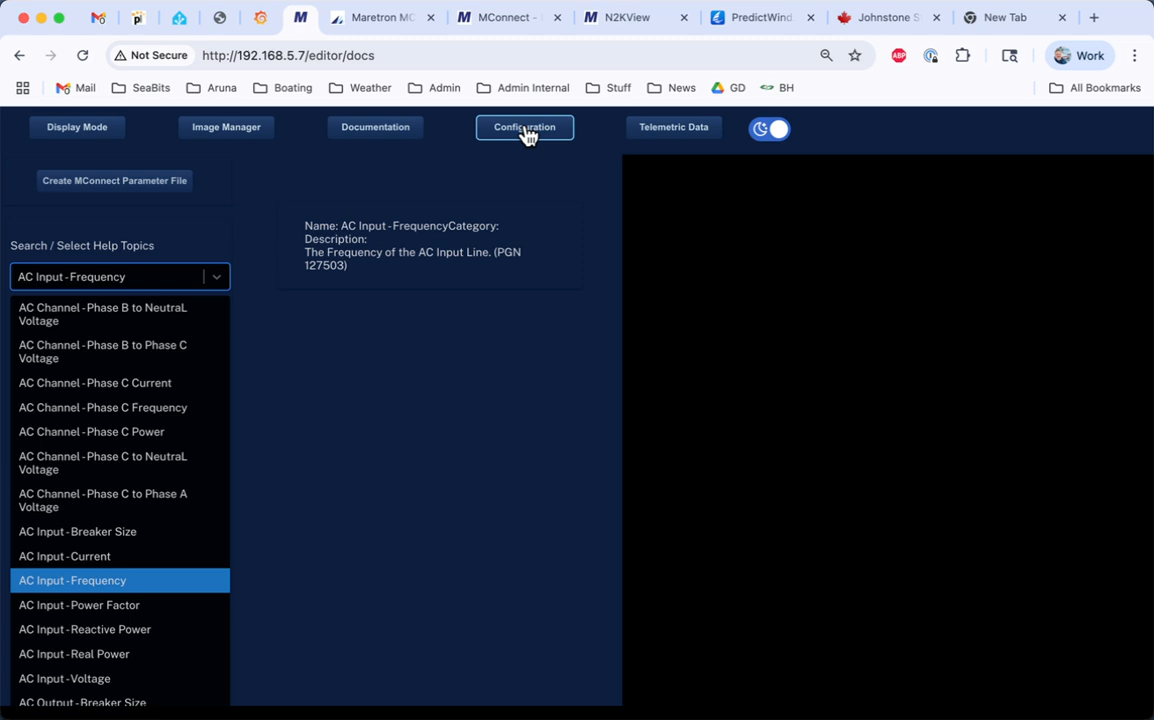 Maretron MC
MConnect -
N2KView
PredictWind
Johnstone S
New Tab
Not Secure
http://192.168.5.7/editor/docs
ABP
Work
Mail
SeaBits
Aruna
Boating
Weather
Admin
Admin Internal
Stuff
News
GD
BH
All Bookmarks
Display Mode
Image Manager
Documentation
Configuration
Telemetric Data
Create MConnect Parameter File
Search / Select Help Topics
AC Input - Frequency
Name: AC Input - FrequencyCategory:
Description:
The Frequency of the AC Input Line. (PGN
127503)
AC Channel - Phase B to NeutraL
Voltage
AC Channel - Phase B to Phase C
Voltage
AC Channel - Phase C Current
AC Channel - Phase C Frequency
AC Channel - Phase C Power
AC Channel - Phase C to NeutraL
Voltage
AC Channel - Phase C to Phase A
Voltage
AC Input - Breaker Size
AC Input - Current
AC Input - Frequency
AC Input - Power Factor
AC Input - Reactive Power
AC Input - Real Power
AC Input - Voltage
AC Output - Breaker Size